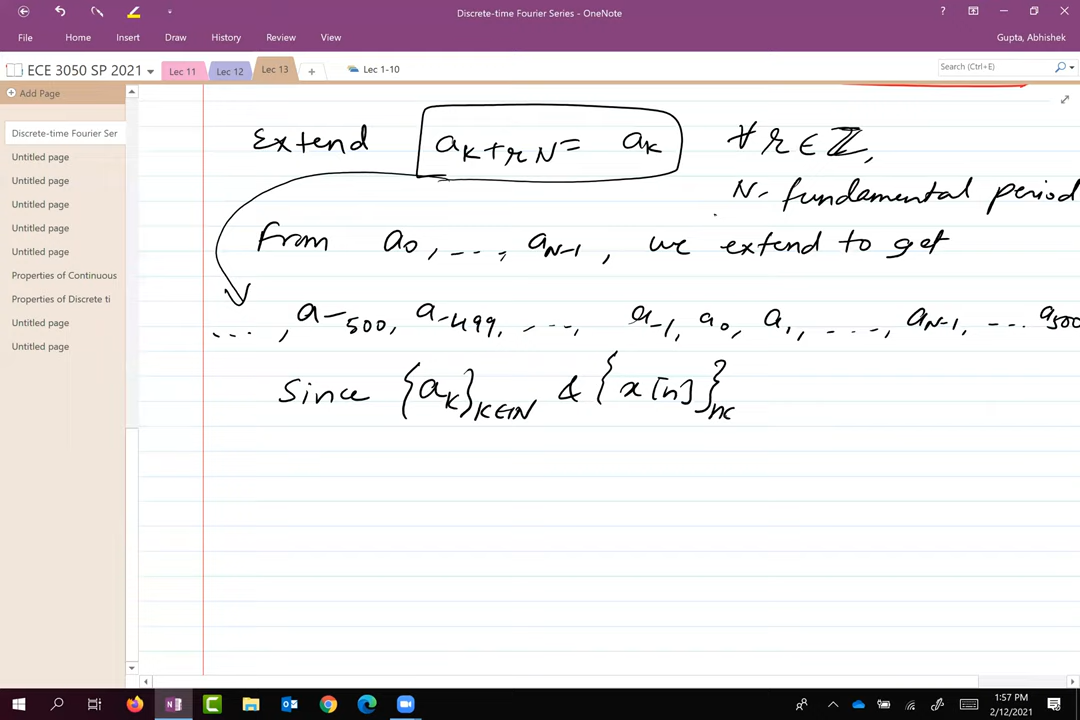 Discrete-time Fourier Series - OneNote
?
File Home Insert Draw History Review View
Gupta, Abhishek
ECE 3050 SP 2021 Lec 11 Lec 12 Lec 13 + Lec 1-10
Search (Ctrl+E)
Add Page
Discrete-time Fourier Ser
Untitled page
Untitled page
Untitled page
Untitled page
Untitled page
Properties of Continuous
Properties of Discrete ti
Untitled page
Untitled page
Extend a_{K+rN} = a_K ∀ r ∈ ℤ,
N- fundamental period
From a_0, ..., a_{N-1}, we extend to get
..., a_{-500}, a_{-499}, ..., a_{-1}, a_0, a_1, ..., a_{N-1}, ... a_{500}
Since {a_K}_{K∈IN} & {x[n]}_{n∈
1:57 PM
2/12/2021